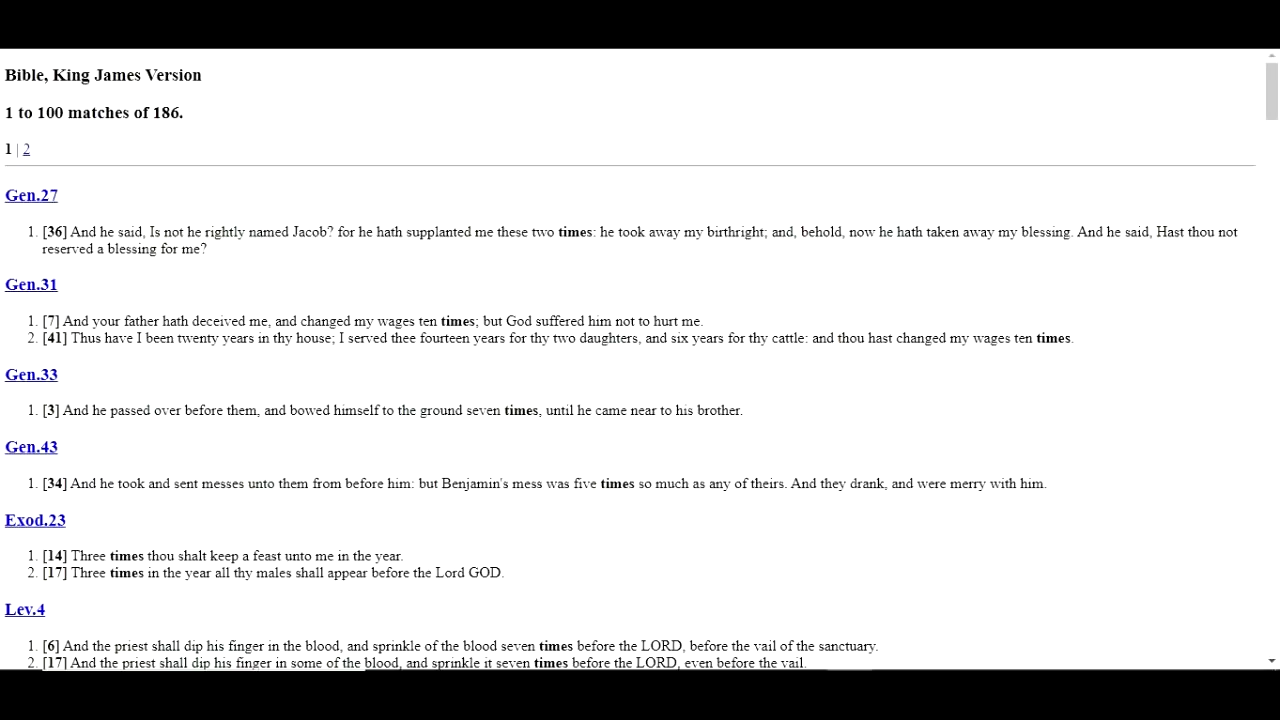 Bible, King James Version
1 to 100 matches of 186.
1 | 2
Gen.27
1. [36] And he said, Is not he rightly named Jacob? for he hath supplanted me these two times: he took away my birthright; and, behold, now he hath taken away my blessing. And he said, Hast thou not
reserved a blessing for me?
Gen.31
1. [7] And your father hath deceived me, and changed my wages ten times; but God suffered him not to hurt me.
2. [41] Thus have I been twenty years in thy house; I served thee fourteen years for thy two daughters, and six years for thy cattle: and thou hast changed my wages ten times.
Gen.33
1. [3] And he passed over before them, and bowed himself to the ground seven times, until he came near to his brother.
Gen.43
1. [34] And he took and sent messes unto them from before him: but Benjamin's mess was five times so much as any of theirs. And they drank, and were merry with him.
Exod.23
1. [14] Three times thou shalt keep a feast unto me in the year.
2. [17] Three times in the year all thy males shall appear before the Lord GOD.
Lev.4
1. [6] And the priest shall dip his finger in the blood, and sprinkle of the blood seven times before the LORD, before the vail of the sanctuary.
2. [17] And the priest shall dip his finger in some of the blood, and sprinkle it seven times before the LORD, even before the vail.